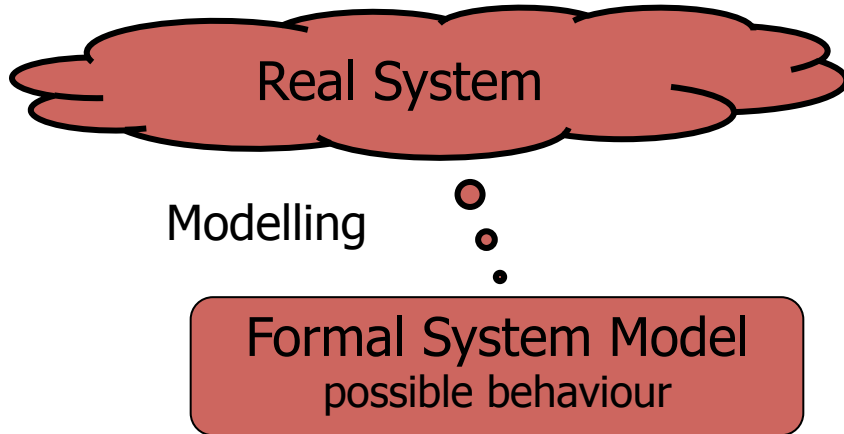 Real System
Modelling
Formal System Model
possible behaviour